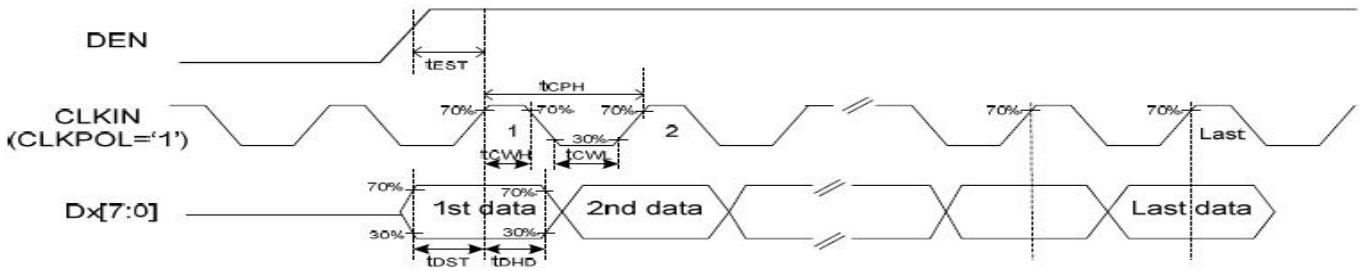 DEN
tEST
tCPH
CLKIN
(CLKPOL='1')
70% 70% 70% 70% 70%
1 2 Last
30%
tCWH tCWL
70% 70%
Dx[7:0] 1st data 2nd data Last data
30% 30%
tDST tDHD